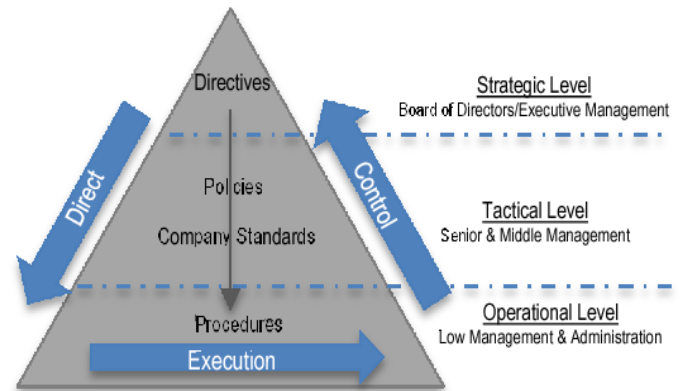 Directives
Strategic Level
Board of Directors/Executive Management
Direct
Control
Policies
Company Standards
Tactical Level
Senior & Middle Management
Procedures
Operational Level
Low Management & Administration
Execution